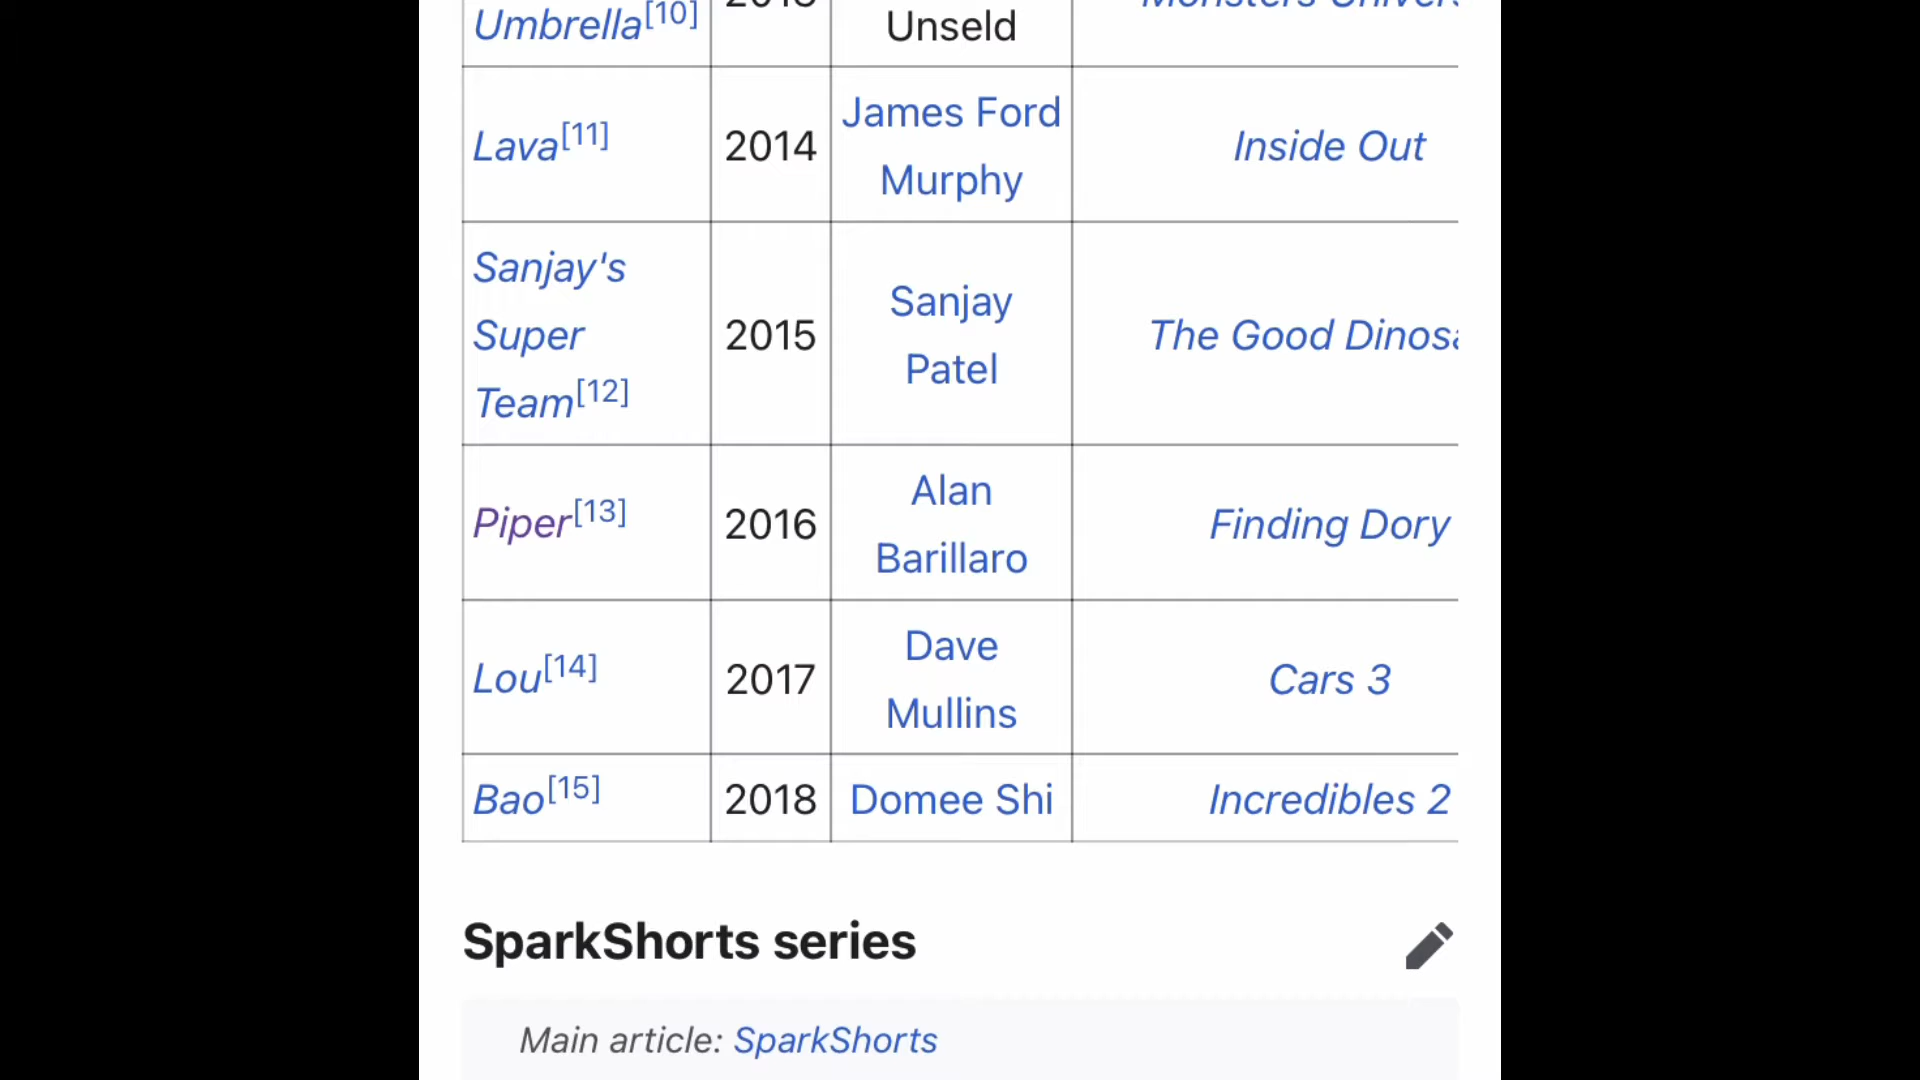 Umbrella[10]
Unseld
Lava[11]
2014
James Ford
Murphy
Inside Out
Sanjay's
Super
Team[12]
2015
Sanjay
Patel
The Good
Piper[13]
2016
Alan
Barillaro
Finding Dory
Lou[14]
2017
Dave
Mullins
Cars 3
Bao[15]
2018
Domee Shi
Incredibles 2
SparkShorts series
Main article: SparkShorts